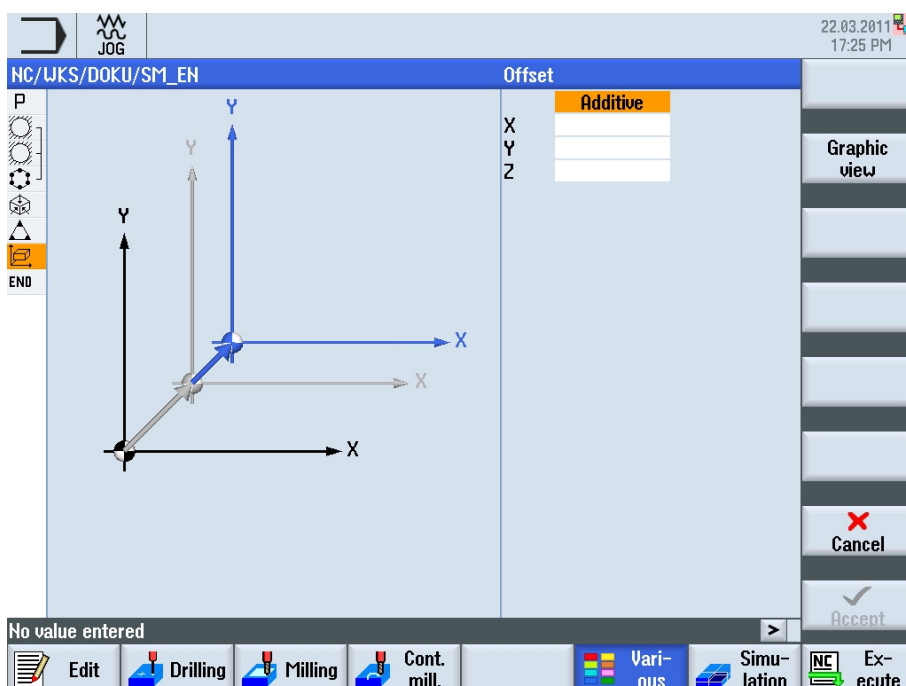 JOG
22.03.2011
17:25 PM
NC/WKS/DOKU/SM_EN
Offset
P
END
Y
Y
Y
X
X
X
Additive
X
Y
Z
Graphic
view
Cancel
Accept
No value entered
>
Edit
Drilling
Milling
Cont.
mill.
Vari-
ous
Simu-
lation
NC
Ex-
ecute